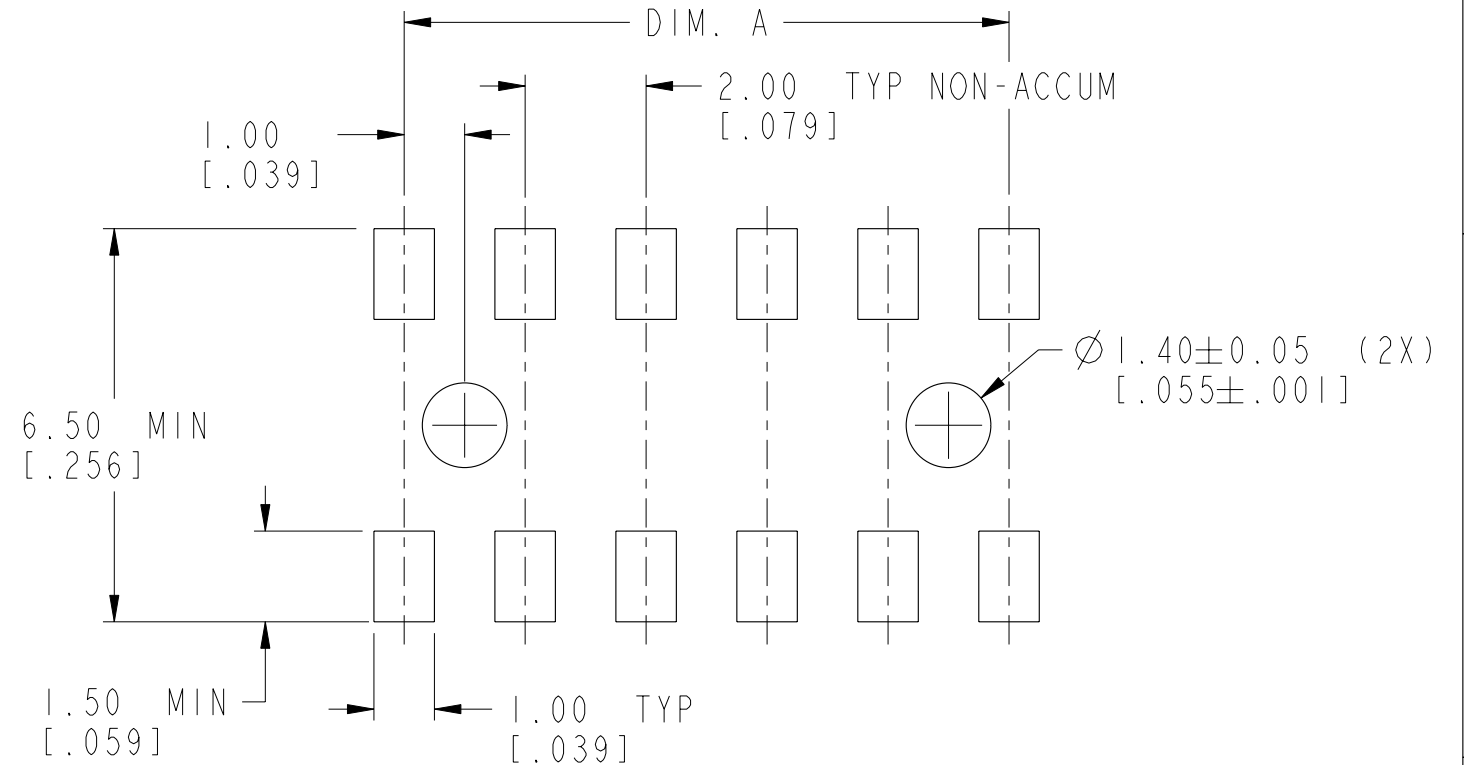 DIM. A
2.00 TYP NON-ACCUM
[.079]
1.00
[.039]
Ø1.40±0.05 (2X)
[.055±.001]
6.50 MIN
[.256]
1.50 MIN
[.059]
1.00 TYP
[.039]